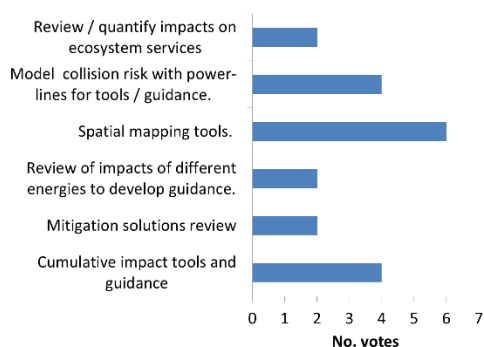 Review / quantify impacts on
ecosystem services
Model  collision risk with power-
lines for tools / guidance.
Spatial mapping tools.
Review of impacts of different
energies to develop guidance.
Mitigation solutions review
Cumulative impact tools and
guidance
0 1 2 3 4 5 6 7
No. votes